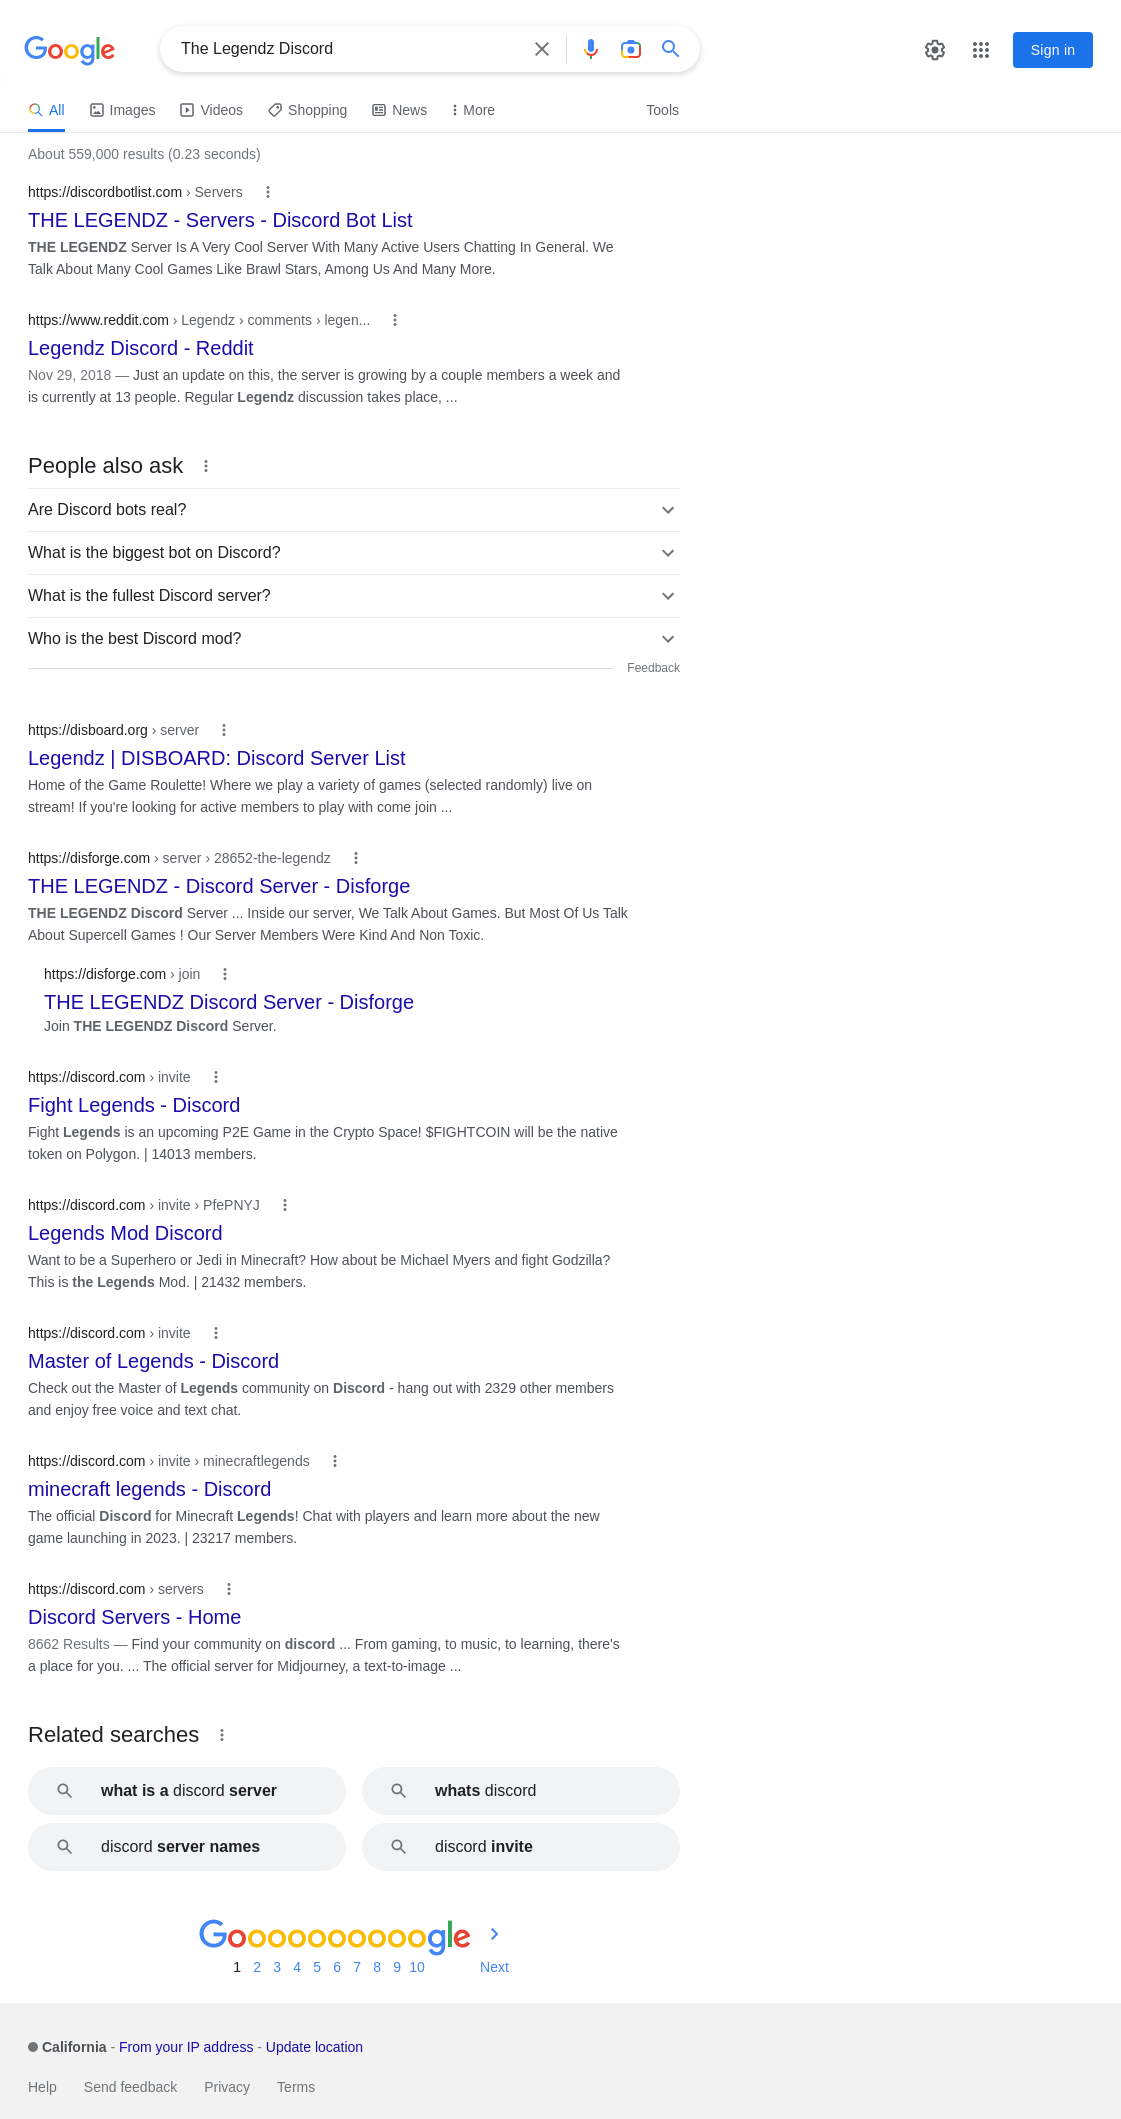 Google
The Legendz Discord
Sign in
All Images Videos Shopping News More Tools
About 559,000 results (0.23 seconds)
https://discordbotlist.com › Servers
THE LEGENDZ - Servers - Discord Bot List
THE LEGENDZ Server Is A Very Cool Server With Many Active Users Chatting In General. We
Talk About Many Cool Games Like Brawl Stars, Among Us And Many More.
https://www.reddit.com › Legendz › comments › legen...
Legendz Discord - Reddit
Nov 29, 2018 — Just an update on this, the server is growing by a couple members a week and
is currently at 13 people. Regular Legendz discussion takes place, ...
People also ask
Are Discord bots real?
What is the biggest bot on Discord?
What is the fullest Discord server?
Who is the best Discord mod?
Feedback
https://disboard.org › server
Legendz | DISBOARD: Discord Server List
Home of the Game Roulette! Where we play a variety of games (selected randomly) live on
stream! If you're looking for active members to play with come join ...
https://disforge.com › server › 28652-the-legendz
THE LEGENDZ - Discord Server - Disforge
THE LEGENDZ Discord Server ... Inside our server, We Talk About Games. But Most Of Us Talk
About Supercell Games ! Our Server Members Were Kind And Non Toxic.
https://disforge.com › join
THE LEGENDZ Discord Server - Disforge
Join THE LEGENDZ Discord Server.
https://discord.com › invite
Fight Legends - Discord
Fight Legends is an upcoming P2E Game in the Crypto Space! $FIGHTCOIN will be the native
token on Polygon. | 14013 members.
https://discord.com › invite › PfePNYJ
Legends Mod Discord
Want to be a Superhero or Jedi in Minecraft? How about be Michael Myers and fight Godzilla?
This is the Legends Mod. | 21432 members.
https://discord.com › invite
Master of Legends - Discord
Check out the Master of Legends community on Discord - hang out with 2329 other members
and enjoy free voice and text chat.
https://discord.com › invite › minecraftlegends
minecraft legends - Discord
The official Discord for Minecraft Legends! Chat with players and learn more about the new
game launching in 2023. | 23217 members.
https://discord.com › servers
Discord Servers - Home
8662 Results — Find your community on discord ... From gaming, to music, to learning, there's
a place for you. ... The official server for Midjourney, a text-to-image ...
Related searches
what is a discord server
whats discord
discord server names
discord invite
Goooooooooogle
1 2 3 4 5 6 7 8 9 10 Next
California - From your IP address - Update location
Help Send feedback Privacy Terms